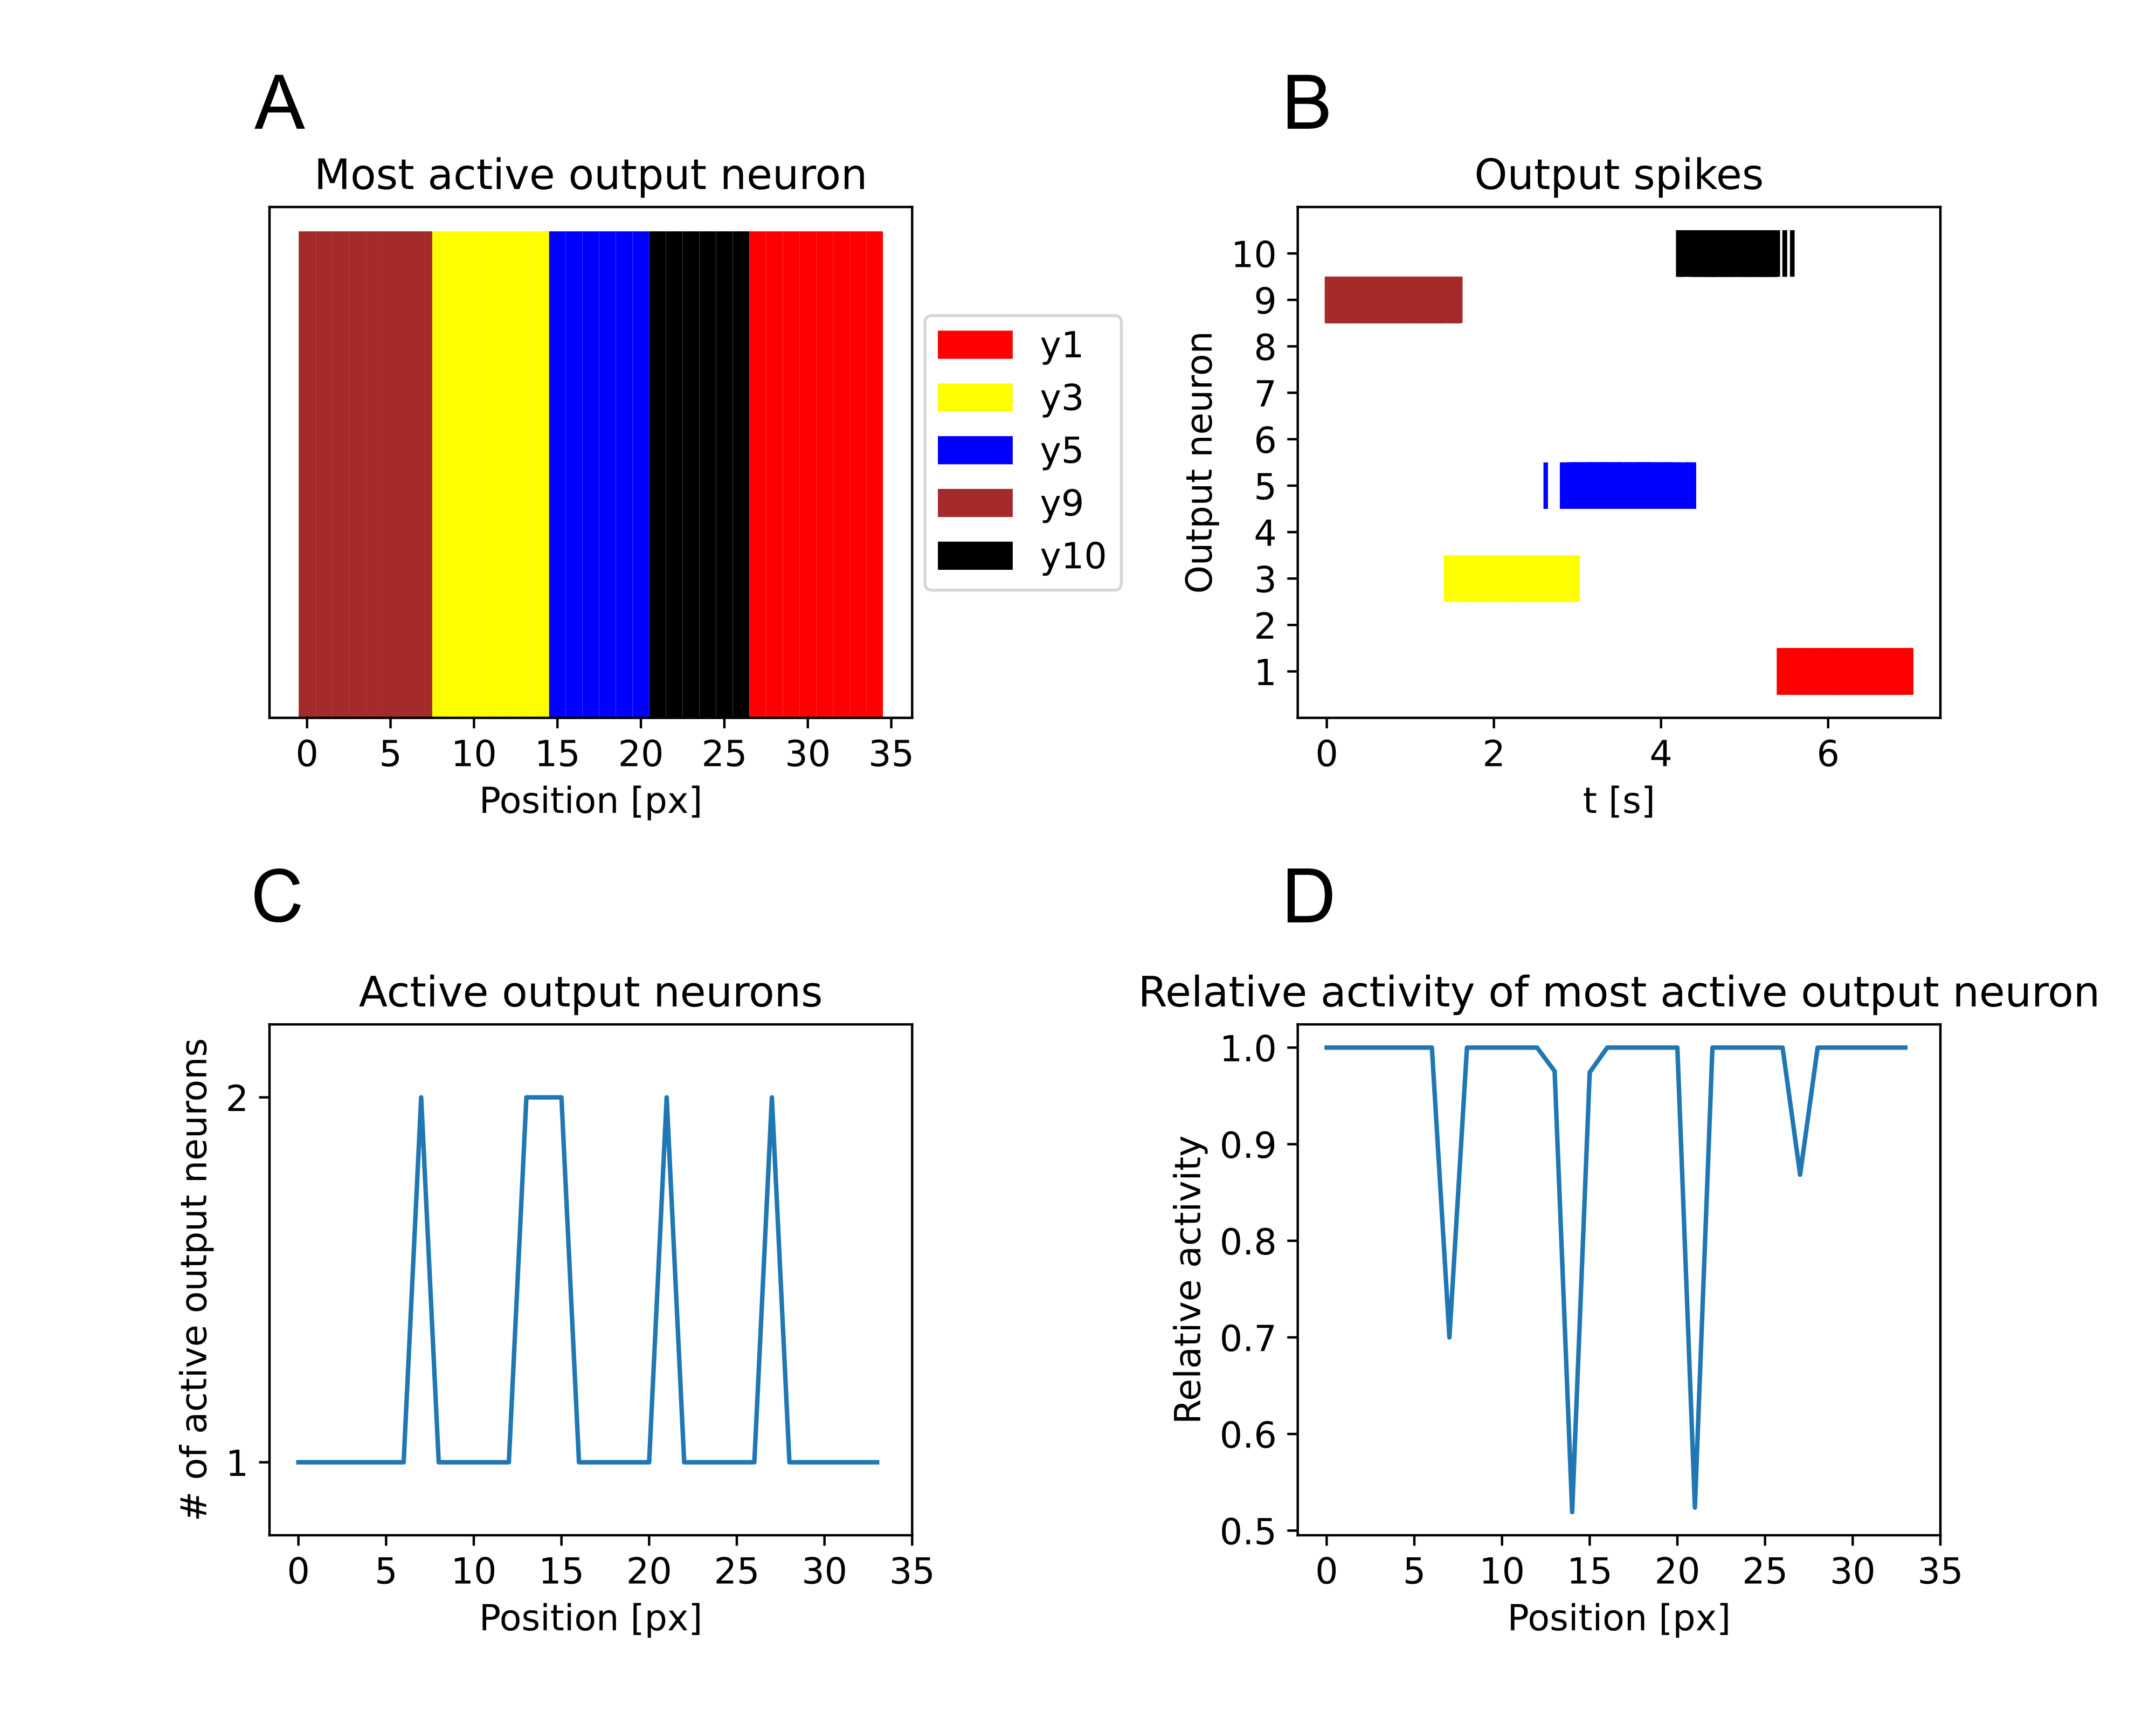 A
Most active output neuron
0 5 10 15 20 25 30 35
Position [px]
y1
y3
y5
y9
y10
B
Output spikes
Output neuron
10
9
8
7
6
5
4
3
2
1
0 2 4 6
t [s]
C
Active output neurons
# of active output neurons
2
1
0 5 10 15 20 25 30 35
Position [px]
D
Relative activity of most active output neuron
Relative activity
1.0
0.9
0.8
0.7
0.6
0.5
0 5 10 15 20 25 30 35
Position [px]